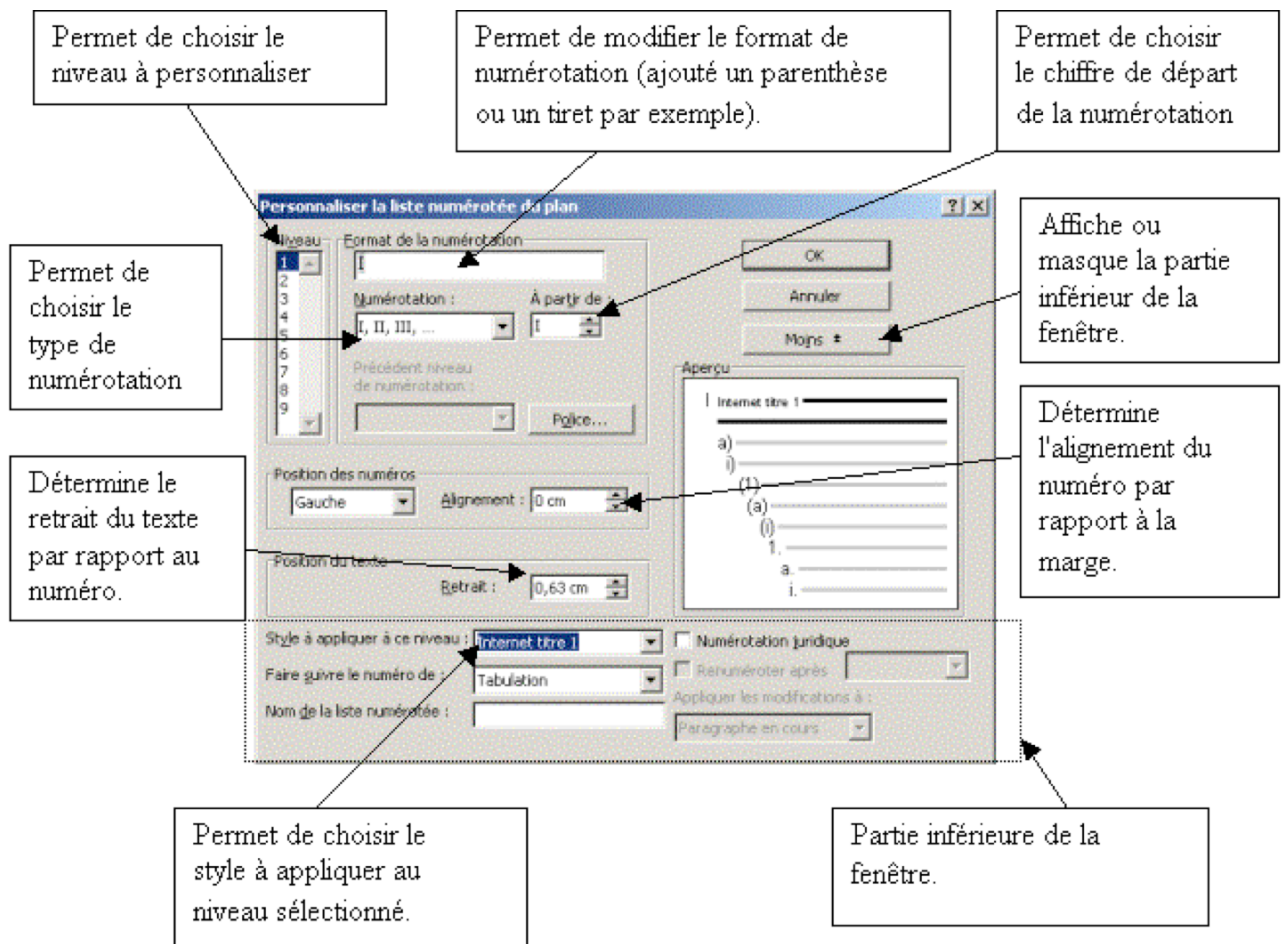 Permet de choisir le
niveau à personnaliser
Permet de modifier le format de
numérotation (ajouté un parenthèse
ou un tiret par exemple).
Permet de choisir
le chiffre de départ
de la numérotation
Personnaliser la liste numérotée du plan
Niveau
1
2
3
4
5
6
7
8
9
Format de la numérotation
I
Numérotation :
À partir de :
I, II, III, ...
I
Précédent niveau
de numérotation :
Police...
OK
Annuler
Moins
Aperçu
I Internet titre 1
a)
i)
(1)
(a)
(i)
1.
a.
i.
Position des numéros
Gauche
Alignement : 0 cm
Position du texte
Retrait : 0,63 cm
Style à appliquer à ce niveau : Internet titre 1
Faire suivre le numéro de : Tabulation
Nom de la liste numérotée :
Numérotation juridique
Renuméroter après
Appliquer les modifications à :
Paragraphe en cours
Permet de
choisir le
type de
numérotation
Affiche ou
masque la partie
inférieur de la
fenêtre.
Détermine le
retrait du texte
par rapport au
numéro.
Détermine
l'alignement du
numéro par
rapport à la
marge.
Permet de choisir le
style à appliquer au
niveau sélectionné.
Partie inférieure de la
fenêtre.